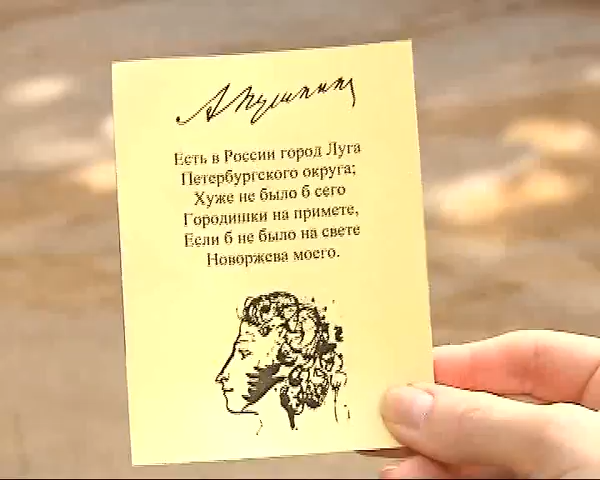 А Пушкин
Есть в России город Луга
Петербургского округа;
Хуже не было б сего
Городишки на примете,
Если б не было на свете
Новоржева моего.